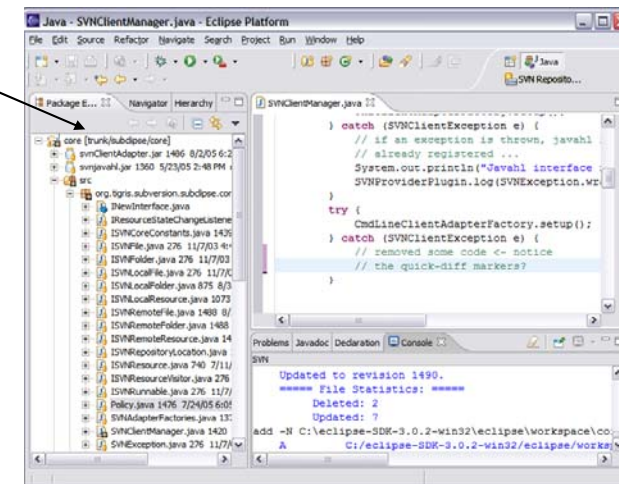 Java - SVNClientManager.java - Eclipse Platform
File Edit Source Refactor Navigate Search Project Run Window Help
Java
SVN Reposito...
Package E... Navigator Hierarchy
SVNClientManager.java
core [trunk/subclipse/core]
svnClientAdapter.jar 1486 8/2/05 6:2
svnjavahl.jar 1360 5/23/05 2:48 PM
src
org.tigris.subversion.subclipse.cor
INewInterface.java
IResourceStateChangeListene
ISVNCoreConstants.java 1439
ISVNFile.java 276 11/7/03 4:
ISVNFolder.java 276 11/7/03
ISVNLocalFile.java 276 11/7/0
ISVNLocalFolder.java 875 8/3
ISVNLocalResource.java 1073
ISVNRemoteFile.java 1488 8/
ISVNRemoteFolder.java 1488
ISVNRemoteResource.java 14
ISVNRepositoryLocation.java
ISVNResource.java 740 7/11/
ISVNResourceVisitor.java 276
ISVNRunnable.java 276 11/7/
Policy.java 1476 7/24/05 6:05
SVNAdapterFactories.java 137
SVNClientManager.java 1420
SVNException.java 276 11/7/
} catch (SVNClientException e) {
// if an exception is thrown, javahl
// already registered ...
System.out.println("Javahl interface
SVNProviderPlugin.log(SVNException.wr
}
try {
CmdLineClientAdapterFactory.setup();
} catch (SVNClientException e) {
// removed some code <- notice
// the quick-diff markers?
}
Problems Javadoc Declaration Console
SVN
Updated to revision 1490.
===== File Statistics: =====
Deleted: 2
Updated: 7
add -N C:\eclipse-SDK-3.0.2-win32\eclipse\workspace\co
A C:/eclipse-SDK-3.0.2-win32/eclipse/works